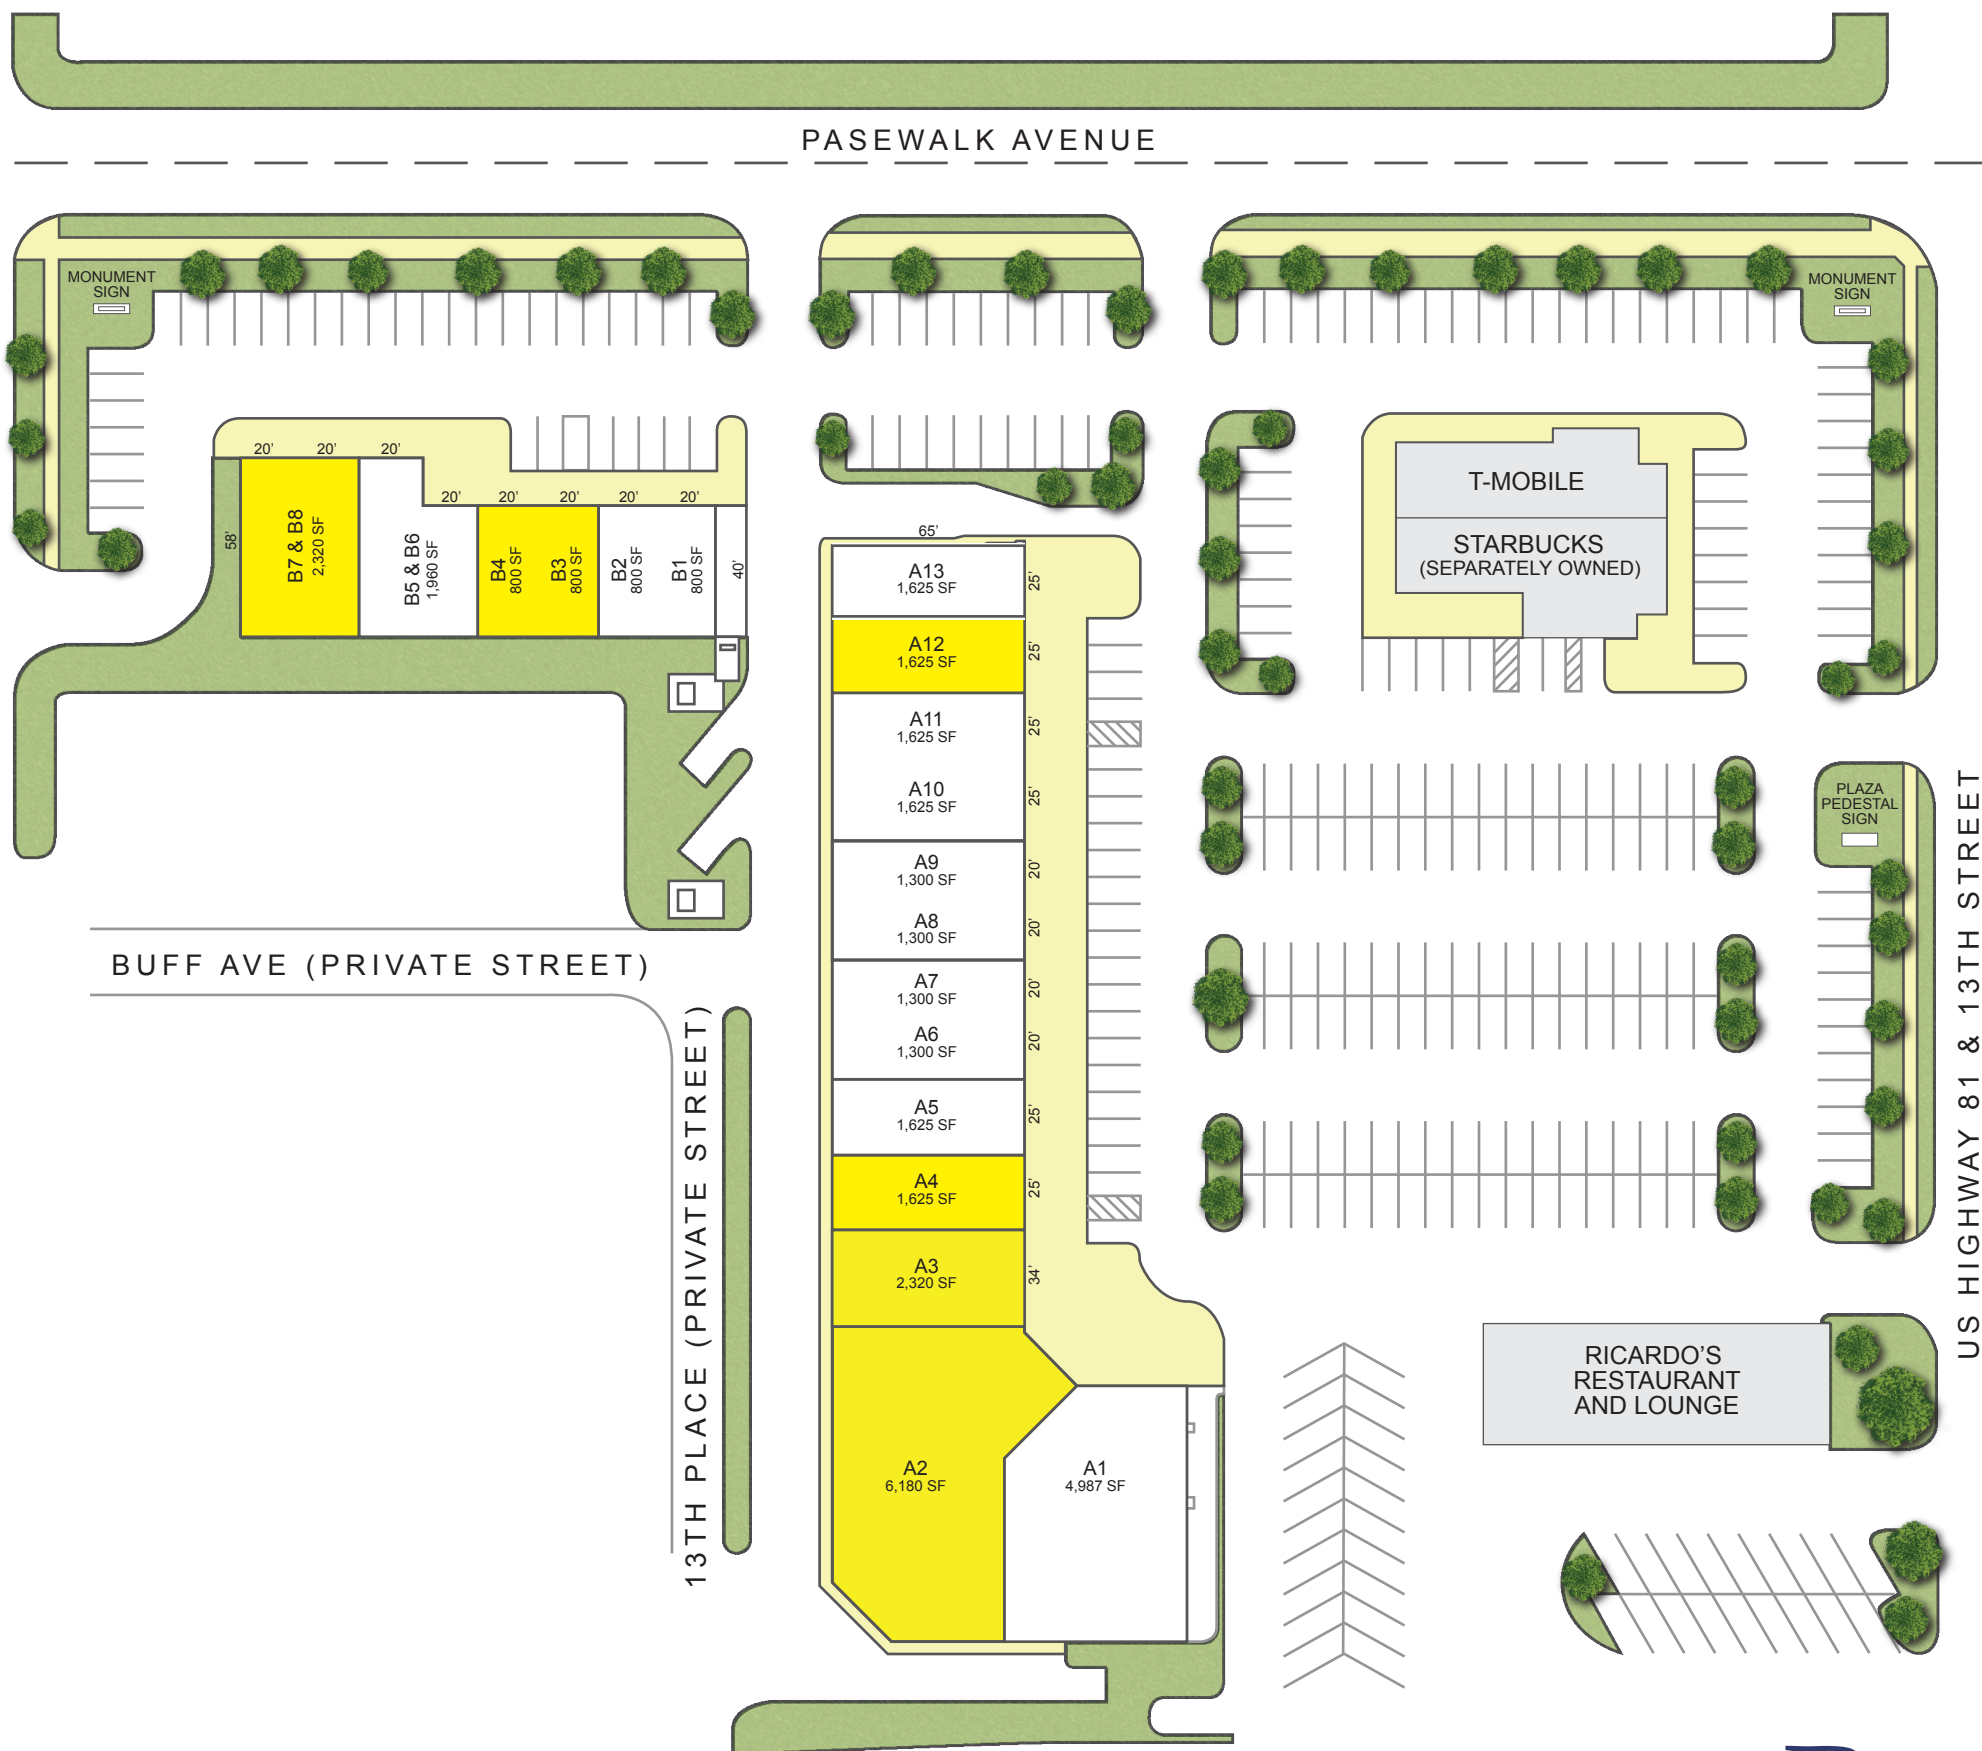 PASEWALK AVENUE
MONUMENT
SIGN
MONUMENT
SIGN
20'
20'
20'
20'
20'
20'
20'
20'
58'
40'
B7 & B8
2,320 SF
B5 & B6
1,960 SF
B4
800 SF
B3
800 SF
B2
800 SF
B1
800 SF
T-MOBILE
STARBUCKS
(SEPARATELY OWNED)
65'
A13
1,625 SF
25'
A12
1,625 SF
25'
A11
1,625 SF
25'
A10
1,625 SF
25'
A9
1,300 SF
20'
A8
1,300 SF
20'
A7
1,300 SF
20'
A6
1,300 SF
20'
A5
1,625 SF
25'
A4
1,625 SF
25'
A3
2,320 SF
34'
A2
6,180 SF
A1
4,987 SF
PLAZA
PEDESTAL
SIGN
BUFF AVE (PRIVATE STREET)
13TH PLACE (PRIVATE STREET)
US HIGHWAY 81 & 13TH STREET
RICARDO'S
RESTAURANT
AND LOUNGE